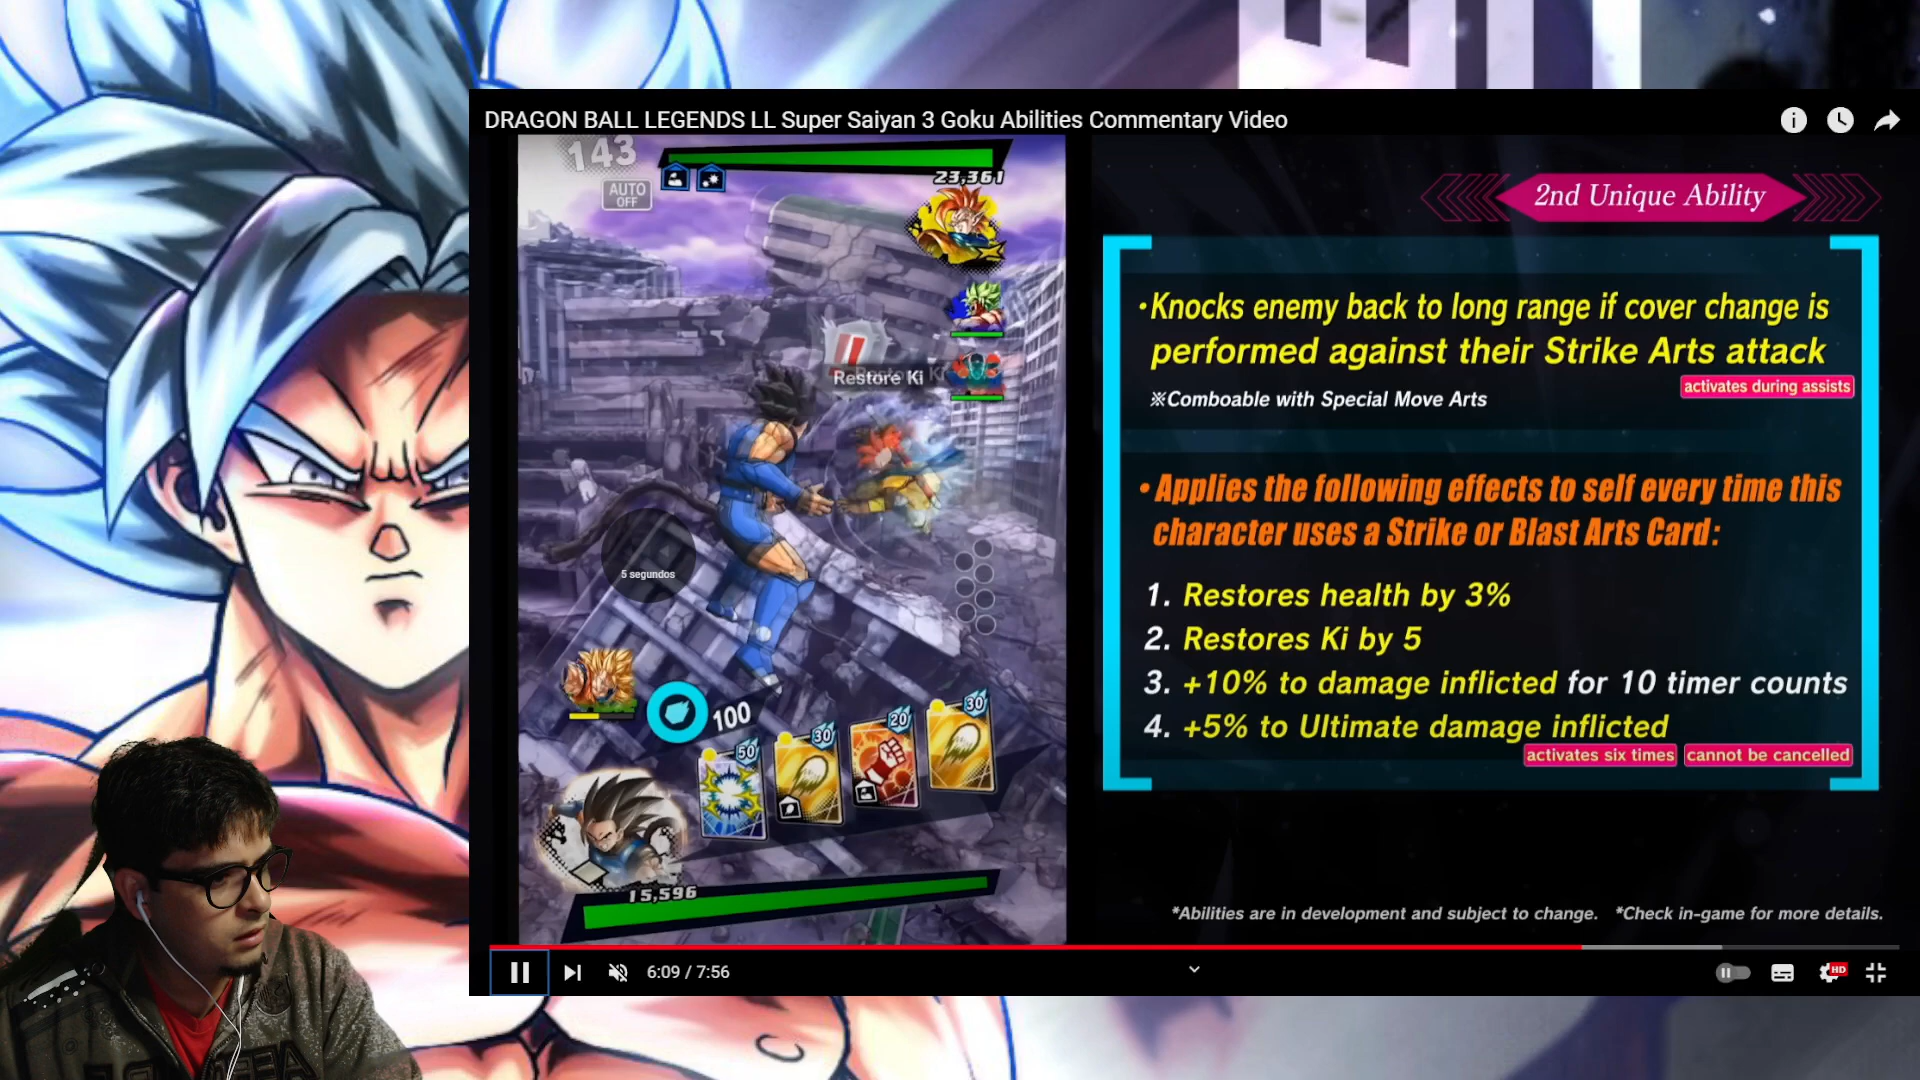 DRAGON BALL LEGENDS LL Super Saiyan 3 Goku Abilities Commentary Video
143
AUTO
OFF
23,361
Restore Ki
5 segundos
100
50
30
20
30
15,596
2nd Unique Ability
•Knocks enemy back to long range if cover change is
performed against their Strike Arts attack
activates during assists
※Comboable with Special Move Arts
•Applies the following effects to self every time this
character uses a Strike or Blast Arts Card:
1. Restores health by 3%
2. Restores Ki by 5
3. +10% to damage inflicted for 10 timer counts
4. +5% to Ultimate damage inflicted
activates six times cannot be cancelled
*Abilities are in development and subject to change. *Check in-game for more details.
6:09 / 7:56
HD